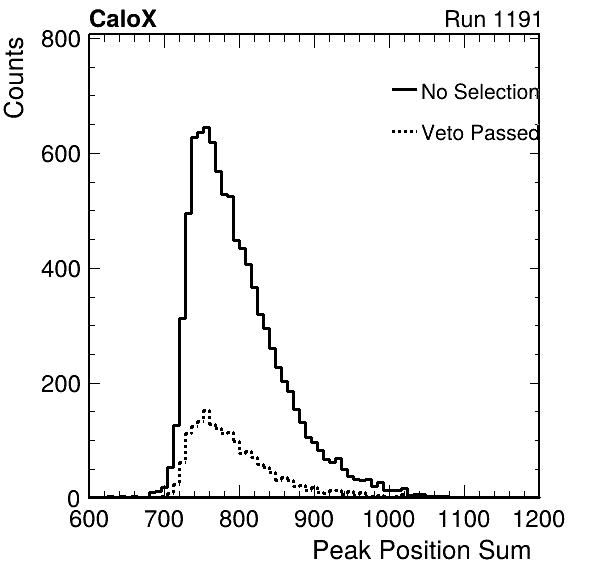 CaloX Run 1191
Counts
800
600
400
200
0
No Selection
Veto Passed
600 700 800 900 1000 1100 1200
Peak Position Sum